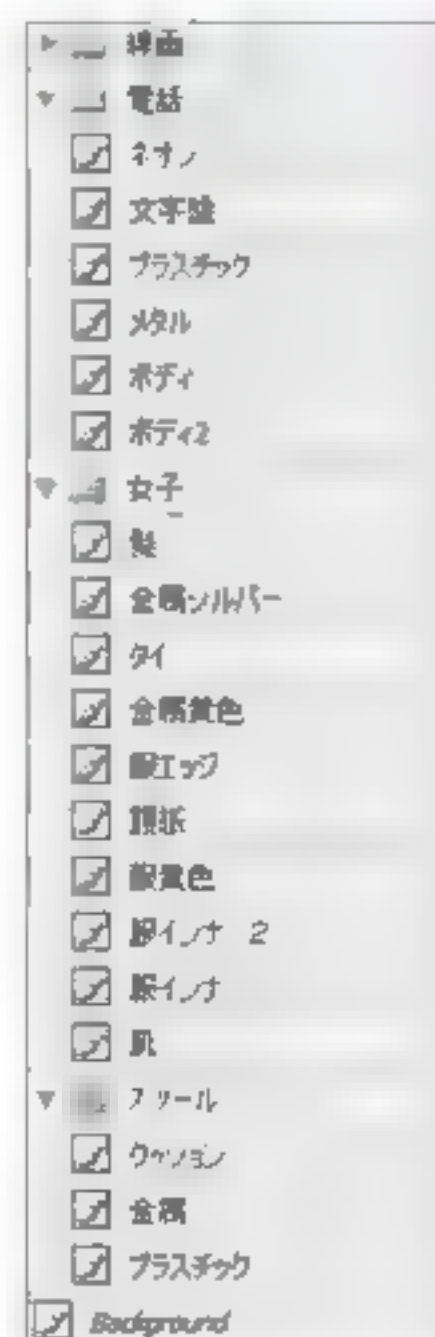 線画
電話
ネオン
文字盤
プラスチック
メタル
ボディ
ボディ2
女子
髪
金属シルバー
タイ
金属黄色
服エッジ
服黄色
服インナ 2
服インナ
肌
スツール
クッション
金属
プラスチック
Background